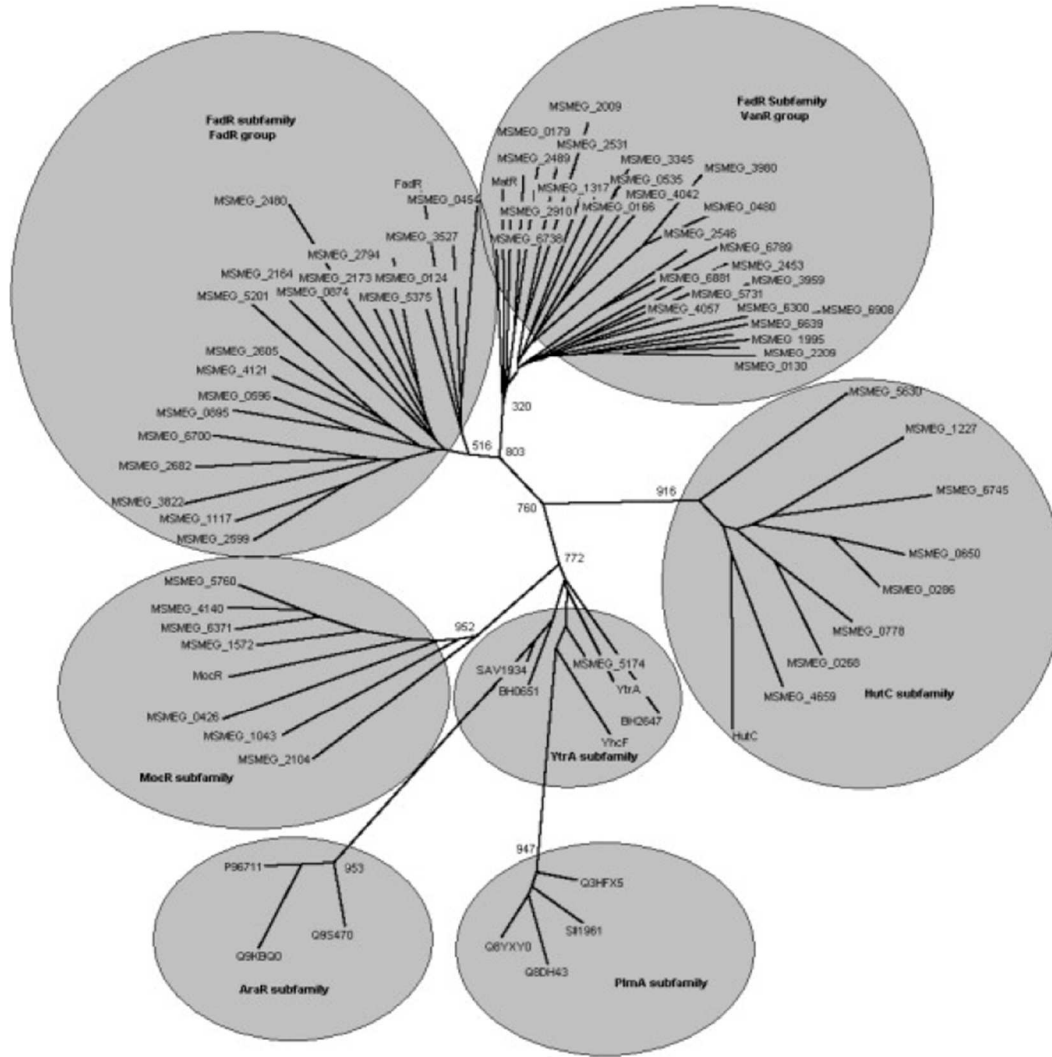 FadR subfamily
FadR group
FadR Subfamily
VanR group
MSMEG_2009
MSMEG_0179
MSMEG_2531
MSMEG_2489
MSMEG_3345
MSMEG_3980
MatR
MSMEG_1317
MSMEG_0535
MSMEG_4042
MSMEG_2910
MSMEG_0166
MSMEG_0480
MSMEG_6738
MSMEG_2546
MSMEG_6789
MSMEG_2453
MSMEG_6881
MSMEG_3959
MSMEG_5731
MSMEG_4057
MSMEG_6300
MSMEG_6908
MSMEG_6639
MSMEG_1995
MSMEG_2209
MSMEG_0130
FadR
MSMEG_0454
MSMEG_2480
MSMEG_3527
MSMEG_2794
MSMEG_2164
MSMEG_2173
MSMEG_0124
MSMEG_5201
MSMEG_0874
MSMEG_5375
MSMEG_2605
MSMEG_4121
MSMEG_0596
MSMEG_0895
MSMEG_6700
MSMEG_2682
MSMEG_3822
MSMEG_1117
MSMEG_2599
320
516
803
760
916
772
952
MSMEG_5630
MSMEG_1227
MSMEG_6745
MSMEG_0650
MSMEG_0286
MSMEG_0778
MSMEG_0268
MSMEG_4659
HutC subfamily
HutC
MSMEG_5760
MSMEG_4140
MSMEG_6371
MSMEG_1572
MocR
MSMEG_0426
MSMEG_1043
MSMEG_2104
MocR subfamily
SAV1934
BH0651
MSMEG_5174
YtrA
BH2647
YhcF
YtrA subfamily
947
953
P96711
Q9S470
Q9KBQ0
AraR subfamily
Q3HFX5
Sll1961
Q8YXY0
Q8DH43
PlmA subfamily